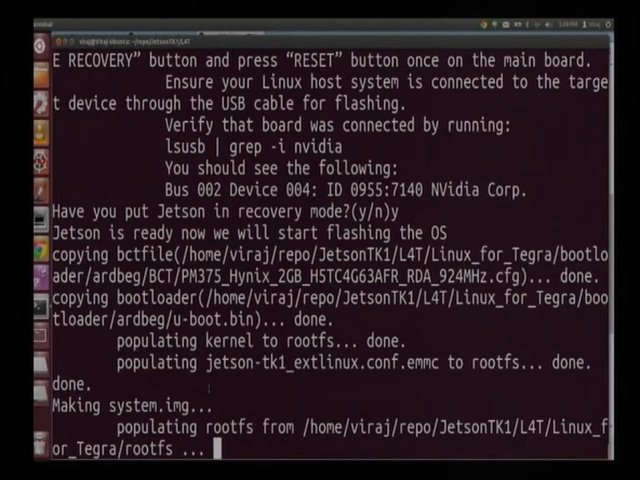 viraj@Viraj-Ubuntu: ~/repo/JetsonTK1/L4T
E RECOVERY” button and press “RESET” button once on the main board.
Ensure your Linux host system is connected to the targe
t device through the USB cable for flashing.
Verify that board was connected by running:
lsusb | grep -i nvidia
You should see the following:
Bus 002 Device 004: ID 0955:7140 NVidia Corp.
Have you put Jetson in recovery mode?(y/n)y
Jetson is ready now we will start flashing the OS
copying bctfile(/home/viraj/repo/JetsonTK1/L4T/Linux_for_Tegra/bootlo
ader/ardbeg/BCT/PM375_Hynix_2GB_H5TC4G63AFR_RDA_924MHz.cfg)... done.
copying bootloader(/home/viraj/repo/JetsonTK1/L4T/Linux_for_Tegra/boo
tloader/ardbeg/u-boot.bin)... done.
populating kernel to rootfs... done.
populating jetson-tk1_extlinux.conf.emmc to rootfs... done.
done.
Making system.img...
populating rootfs from /home/viraj/repo/JetsonTK1/L4T/Linux_f
or_Tegra/rootfs ...